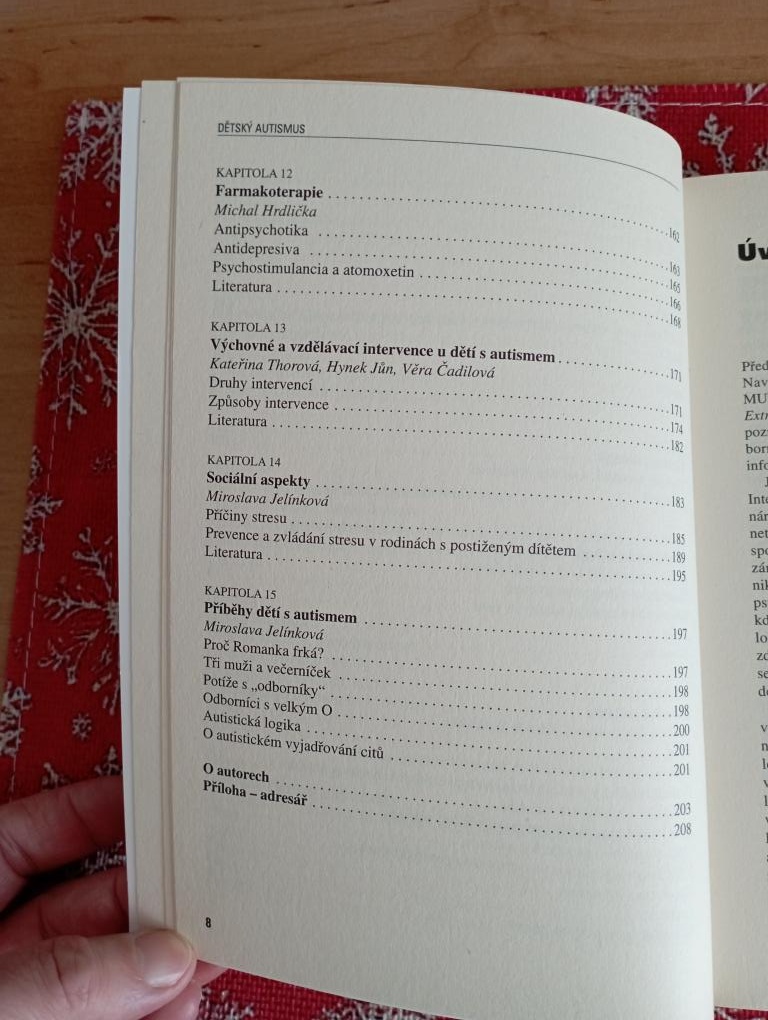 DĚTSKÝ AUTISMUS
KAPITOLA 12
Farmakoterapie . . . . . . . . . . . . . . . . . . . . . . . . . . . . . . 162
Michal Hrdlička
Antipsychotika . . . . . . . . . . . . . . . . . . . . . . . . . . . . . . 163
Antidepresiva . . . . . . . . . . . . . . . . . . . . . . . . . . . . . . 165
Psychostimulancia a atomoxetin . . . . . . . . . . . . . . . . . . . . 166
Literatura . . . . . . . . . . . . . . . . . . . . . . . . . . . . . . 168
KAPITOLA 13
Výchovné a vzdělávací intervence u dětí s autismem . . . . . . . . . . 171
Kateřina Thorová, Hynek Jůn, Věra Čadilová
Druhy intervencí . . . . . . . . . . . . . . . . . . . . . . . . . . . . 171
Způsoby intervence . . . . . . . . . . . . . . . . . . . . . . . . . . . 174
Literatura . . . . . . . . . . . . . . . . . . . . . . . . . . . . . . 182
KAPITOLA 14
Sociální aspekty . . . . . . . . . . . . . . . . . . . . . . . . . . . . 183
Miroslava Jelínková
Příčiny stresu . . . . . . . . . . . . . . . . . . . . . . . . . . . . . 185
Prevence a zvládání stresu v rodinách s postiženým dítětem . . . . . . . 189
Literatura . . . . . . . . . . . . . . . . . . . . . . . . . . . . . . 195
KAPITOLA 15
Příběhy dětí s autismem . . . . . . . . . . . . . . . . . . . . . . . . 197
Miroslava Jelínková
Proč Romanka frká? . . . . . . . . . . . . . . . . . . . . . . . . . . . 197
Tři muži a večerníček . . . . . . . . . . . . . . . . . . . . . . . . . 198
Potíže s „odborníky“ . . . . . . . . . . . . . . . . . . . . . . . . . . 198
Odborníci s velkým O . . . . . . . . . . . . . . . . . . . . . . . . . . 200
Autistická logika . . . . . . . . . . . . . . . . . . . . . . . . . . . 201
O autistickém vyjadřování citů . . . . . . . . . . . . . . . . . . . . . 201
O autorech . . . . . . . . . . . . . . . . . . . . . . . . . . . . . . 203
Příloha – adresář . . . . . . . . . . . . . . . . . . . . . . . . . . . 208
8